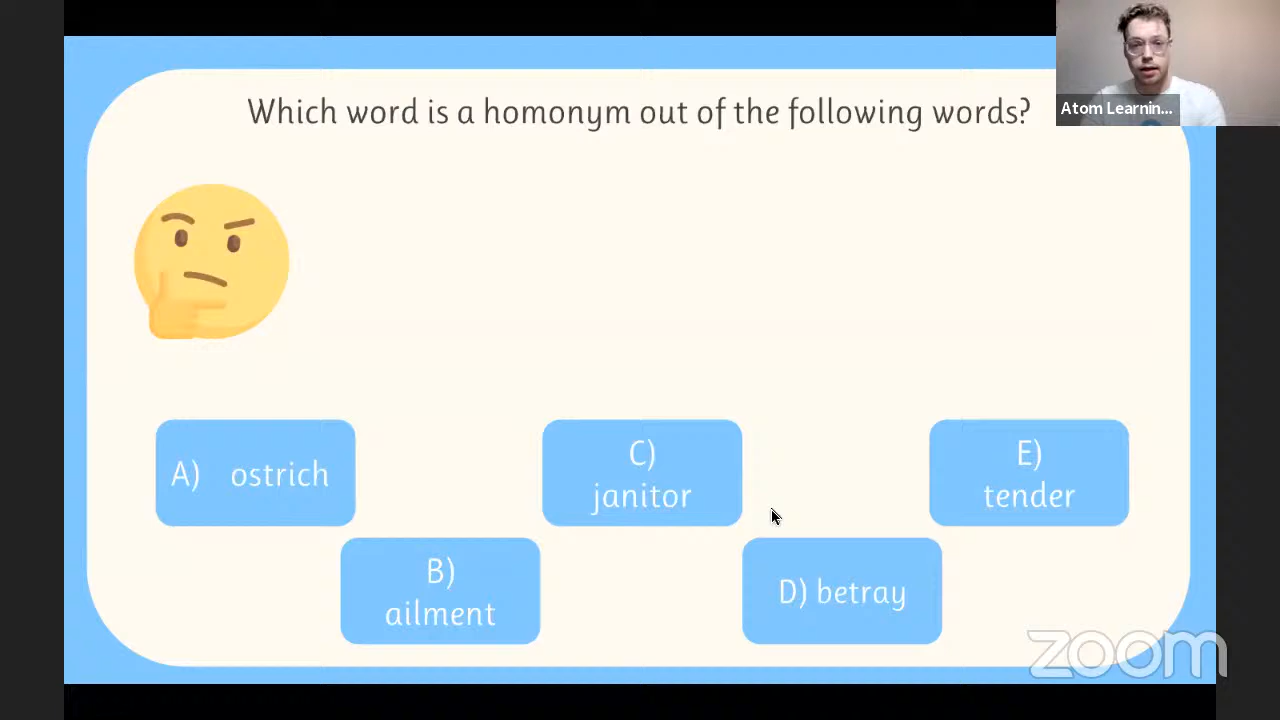 Which word is a homonym out of the following words?
Atom Learnin...
A) ostrich
C)
janitor
E)
tender
B)
ailment
D) betray
zoom